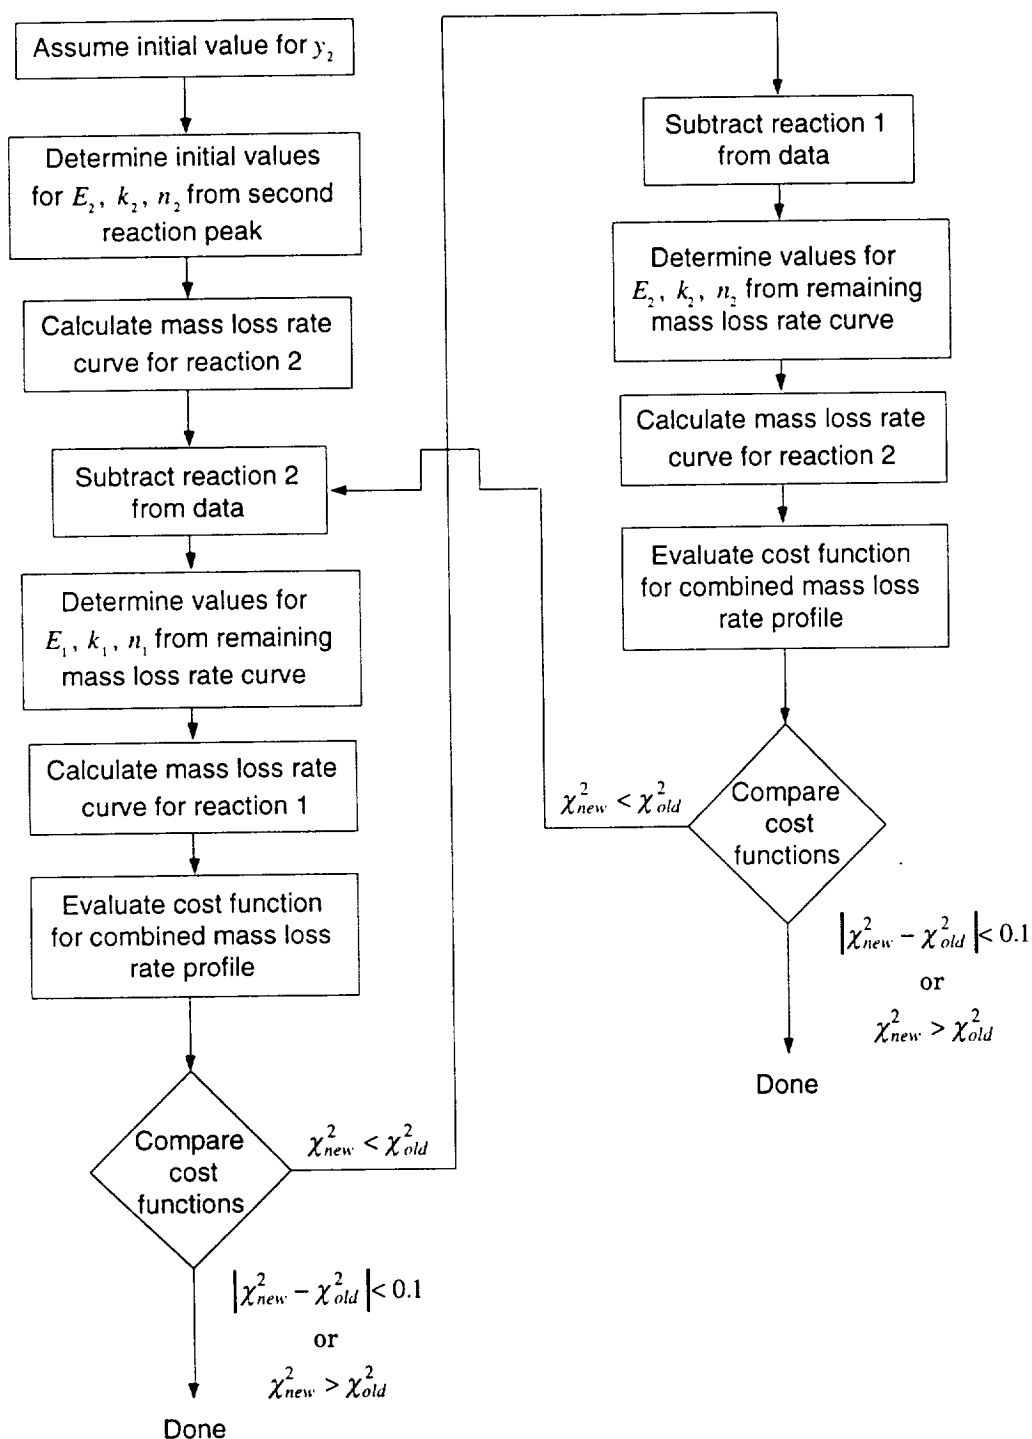 Assume initial value for y₂
Determine initial values
for E₂, k₂, n₂ from second
reaction peak
Calculate mass loss rate
curve for reaction 2
Subtract reaction 2
from data
Determine values for
E₁, k₁, n₁ from remaining
mass loss rate curve
Calculate mass loss rate
curve for reaction 1
Evaluate cost function
for combined mass loss
rate profile
Compare
cost
functions
χ²new < χ²old
|χ²new − χ²old| < 0.1
or
χ²new > χ²old
Done
Subtract reaction 1
from data
Determine values for
E₂, k₂, n₂ from remaining
mass loss rate curve
Calculate mass loss rate
curve for reaction 2
Evaluate cost function
for combined mass loss
rate profile
Compare
cost
functions
χ²new < χ²old
|χ²new − χ²old| < 0.1
or
χ²new > χ²old
Done